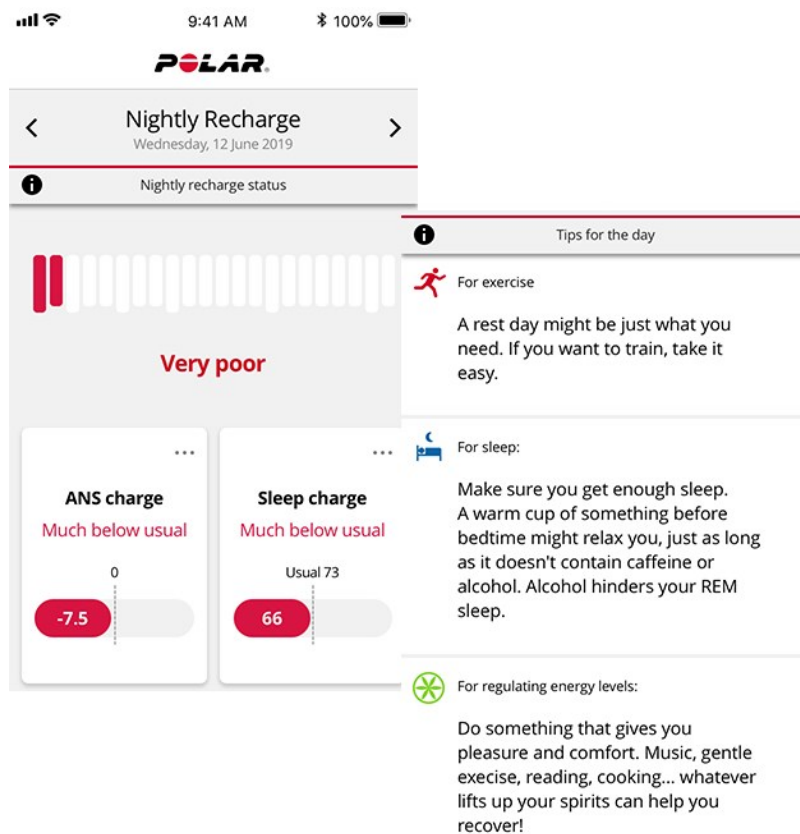 9:41 AM
100%
POLAR
Nightly Recharge
Wednesday, 12 June 2019
Nightly recharge status
Very poor
ANS charge
Much below usual
0
-7.5
Sleep charge
Much below usual
Usual 73
66
Tips for the day
For exercise
A rest day might be just what you
need. If you want to train, take it
easy.
For sleep:
Make sure you get enough sleep.
A warm cup of something before
bedtime might relax you, just as long
as it doesn't contain caffeine or
alcohol. Alcohol hinders your REM
sleep.
For regulating energy levels:
Do something that gives you
pleasure and comfort. Music, gentle
execise, reading, cooking... whatever
lifts up your spirits can help you
recover!